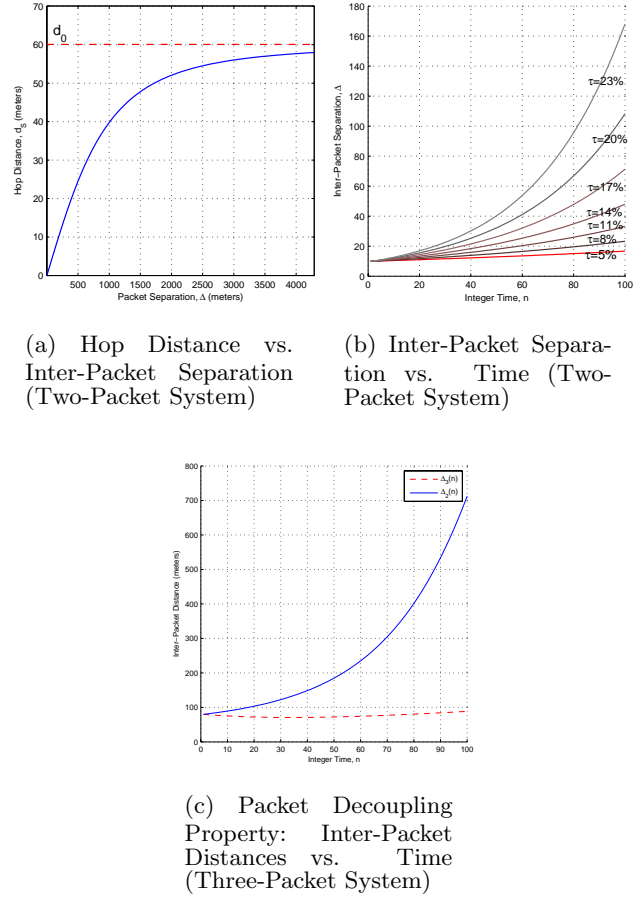 d0
70
60
50
40
30
20
10
0
500 1000 1500 2000 2500 3000 3500 4000
Hop Distance, dS (meters)
Packet Separation, Δ (meters)
(a) Hop Distance vs.
Inter-Packet Separation
(Two-Packet System)
180
160
140
120
100
80
60
40
20
0
0 20 40 60 80 100
Inter−Packet Separation, Δ
Integer Time, n
τ=23%
τ=20%
τ=17%
τ=14%
τ=11%
τ=8%
τ=5%
(b) Inter-Packet Separa-
tion vs. Time (Two-
Packet System)
800
700
600
500
400
300
200
100
0
0 10 20 30 40 50 60 70 80 90 100
Inter−Packet Distance (meters)
Integer Time, n
Δ3(n)
Δ2(n)
(c) Packet Decoupling
Property: Inter-Packet
Distances vs. Time
(Three-Packet System)